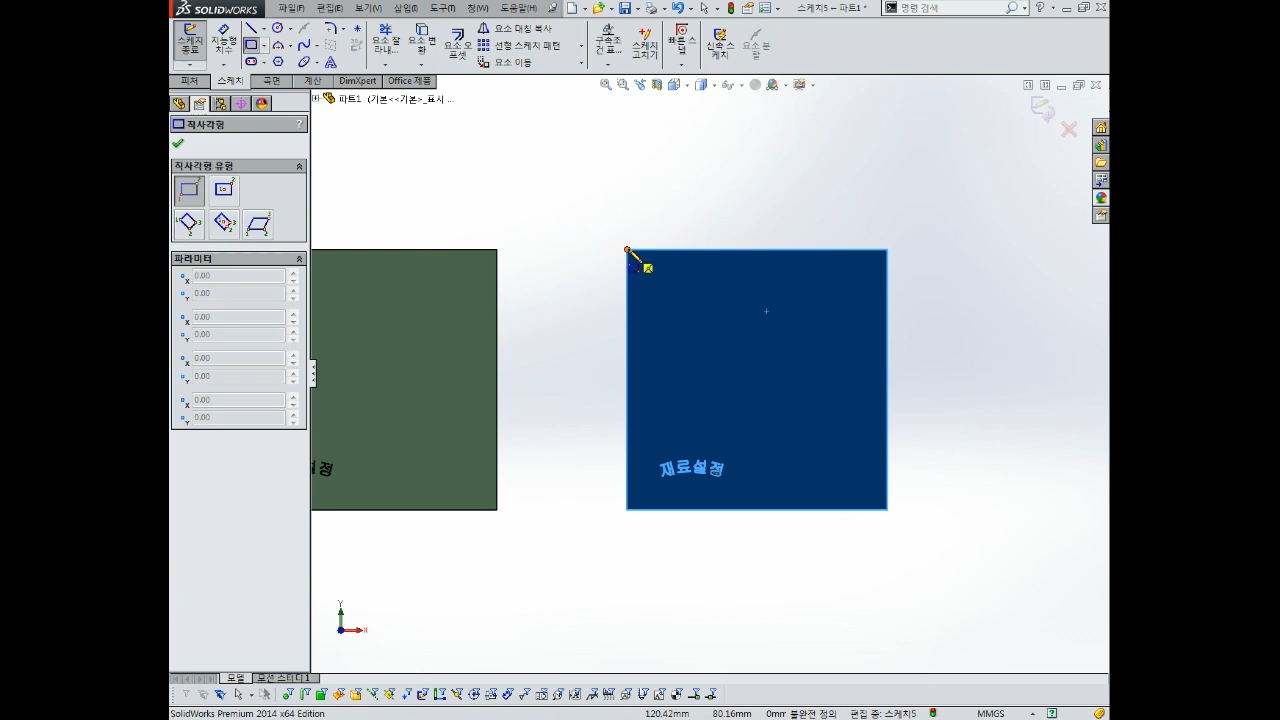 SOLIDWORKS 파일(F) 편집(E) 보기(V) 삽입(I) 도구(T) 창(W) 도움말(H) 스케치5 - 파트1 * 명령 검색
스케치 종료 지능형 치수 요소 잘라내... 요소 변환 요소 오프셋 요소 대칭 복사 선형 스케치 패턴 요소 이동 구속조건 표... 스케치 고치기 빠른 스냅 신속 스케치 요소 분할
피처 스케치 곡면 계산 DimXpert Office 제품
파트1 (기본<<기본>_표시 ...
직사각형 ?
직사각형 유형
파라미터
X 0.00
Y 0.00
X 0.00
Y 0.00
X 0.00
Y 0.00
X 0.00
Y 0.00
설정
재료설정
Y
X
모델 모션 스터디1
SolidWorks Premium 2014 x64 Edition 120.42mm 80.16mm 0mm 불완전 정의 편집 중: 스케치5 MMGS